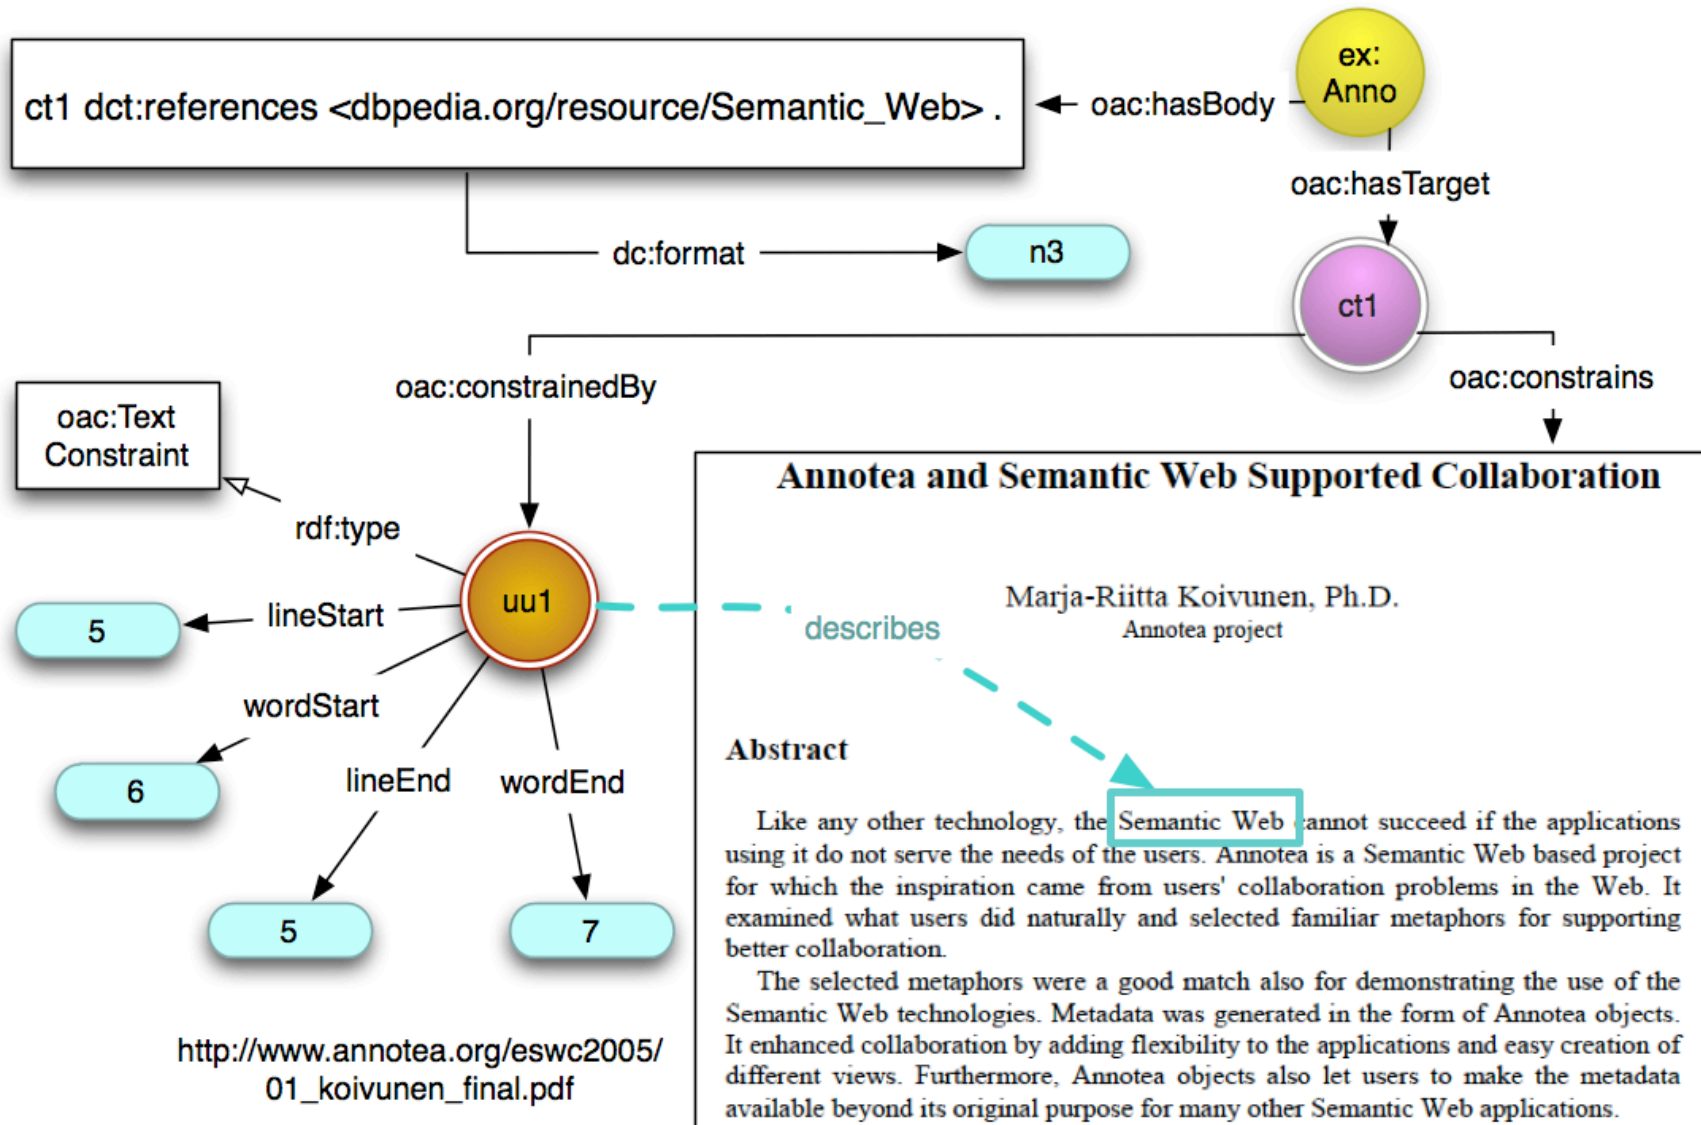 ex:
Anno
ct1 dct:references <dbpedia.org/resource/Semantic_Web> .
oac:hasBody
oac:hasTarget
dc:format
n3
ct1
oac:constrainedBy
oac:constrains
oac:Text
Constraint
rdf:type
uu1
lineStart
5
wordStart
6
lineEnd
wordEnd
5
7
describes
http://www.annotea.org/eswc2005/
01_koivunen_final.pdf
Annotea and Semantic Web Supported Collaboration
Marja-Riitta Koivunen, Ph.D.
Annotea project
Abstract
Like any other technology, the Semantic Web cannot succeed if the applications
using it do not serve the needs of the users. Annotea is a Semantic Web based project
for which the inspiration came from users' collaboration problems in the Web. It
examined what users did naturally and selected familiar metaphors for supporting
better collaboration.
The selected metaphors were a good match also for demonstrating the use of the
Semantic Web technologies. Metadata was generated in the form of Annotea objects.
It enhanced collaboration by adding flexibility to the applications and easy creation of
different views. Furthermore, Annotea objects also let users to make the metadata
available beyond its original purpose for many other Semantic Web applications.